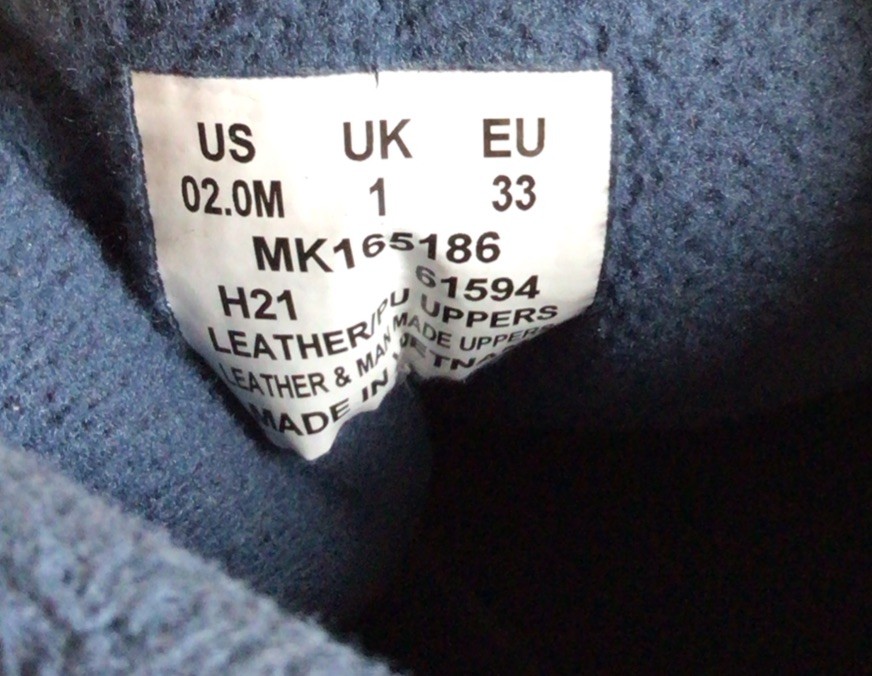 US UK EU
02.0M 1 33
MK165186
H21 61594
LEATHER/PU UPPERS
LEATHER & MAN MADE UPPERS
MADE IN VIETNAM